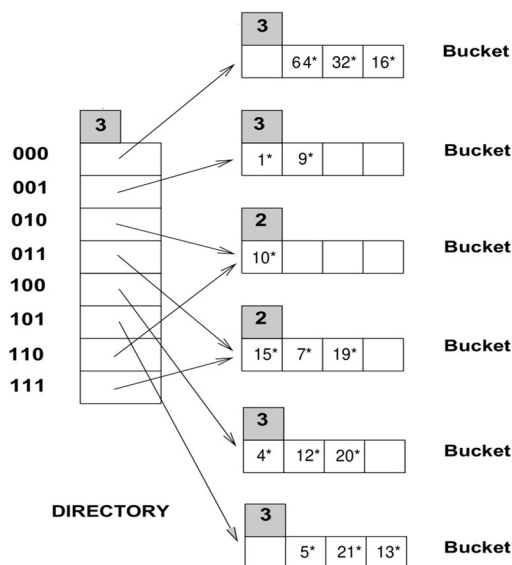 3
64* 32* 16*
Bucket
3
000
001
010
011
100
101
110
111
3
1* 9*
Bucket
2
10*
Bucket
2
15* 7* 19*
Bucket
3
4* 12* 20*
Bucket
DIRECTORY
3
5* 21* 13*
Bucket